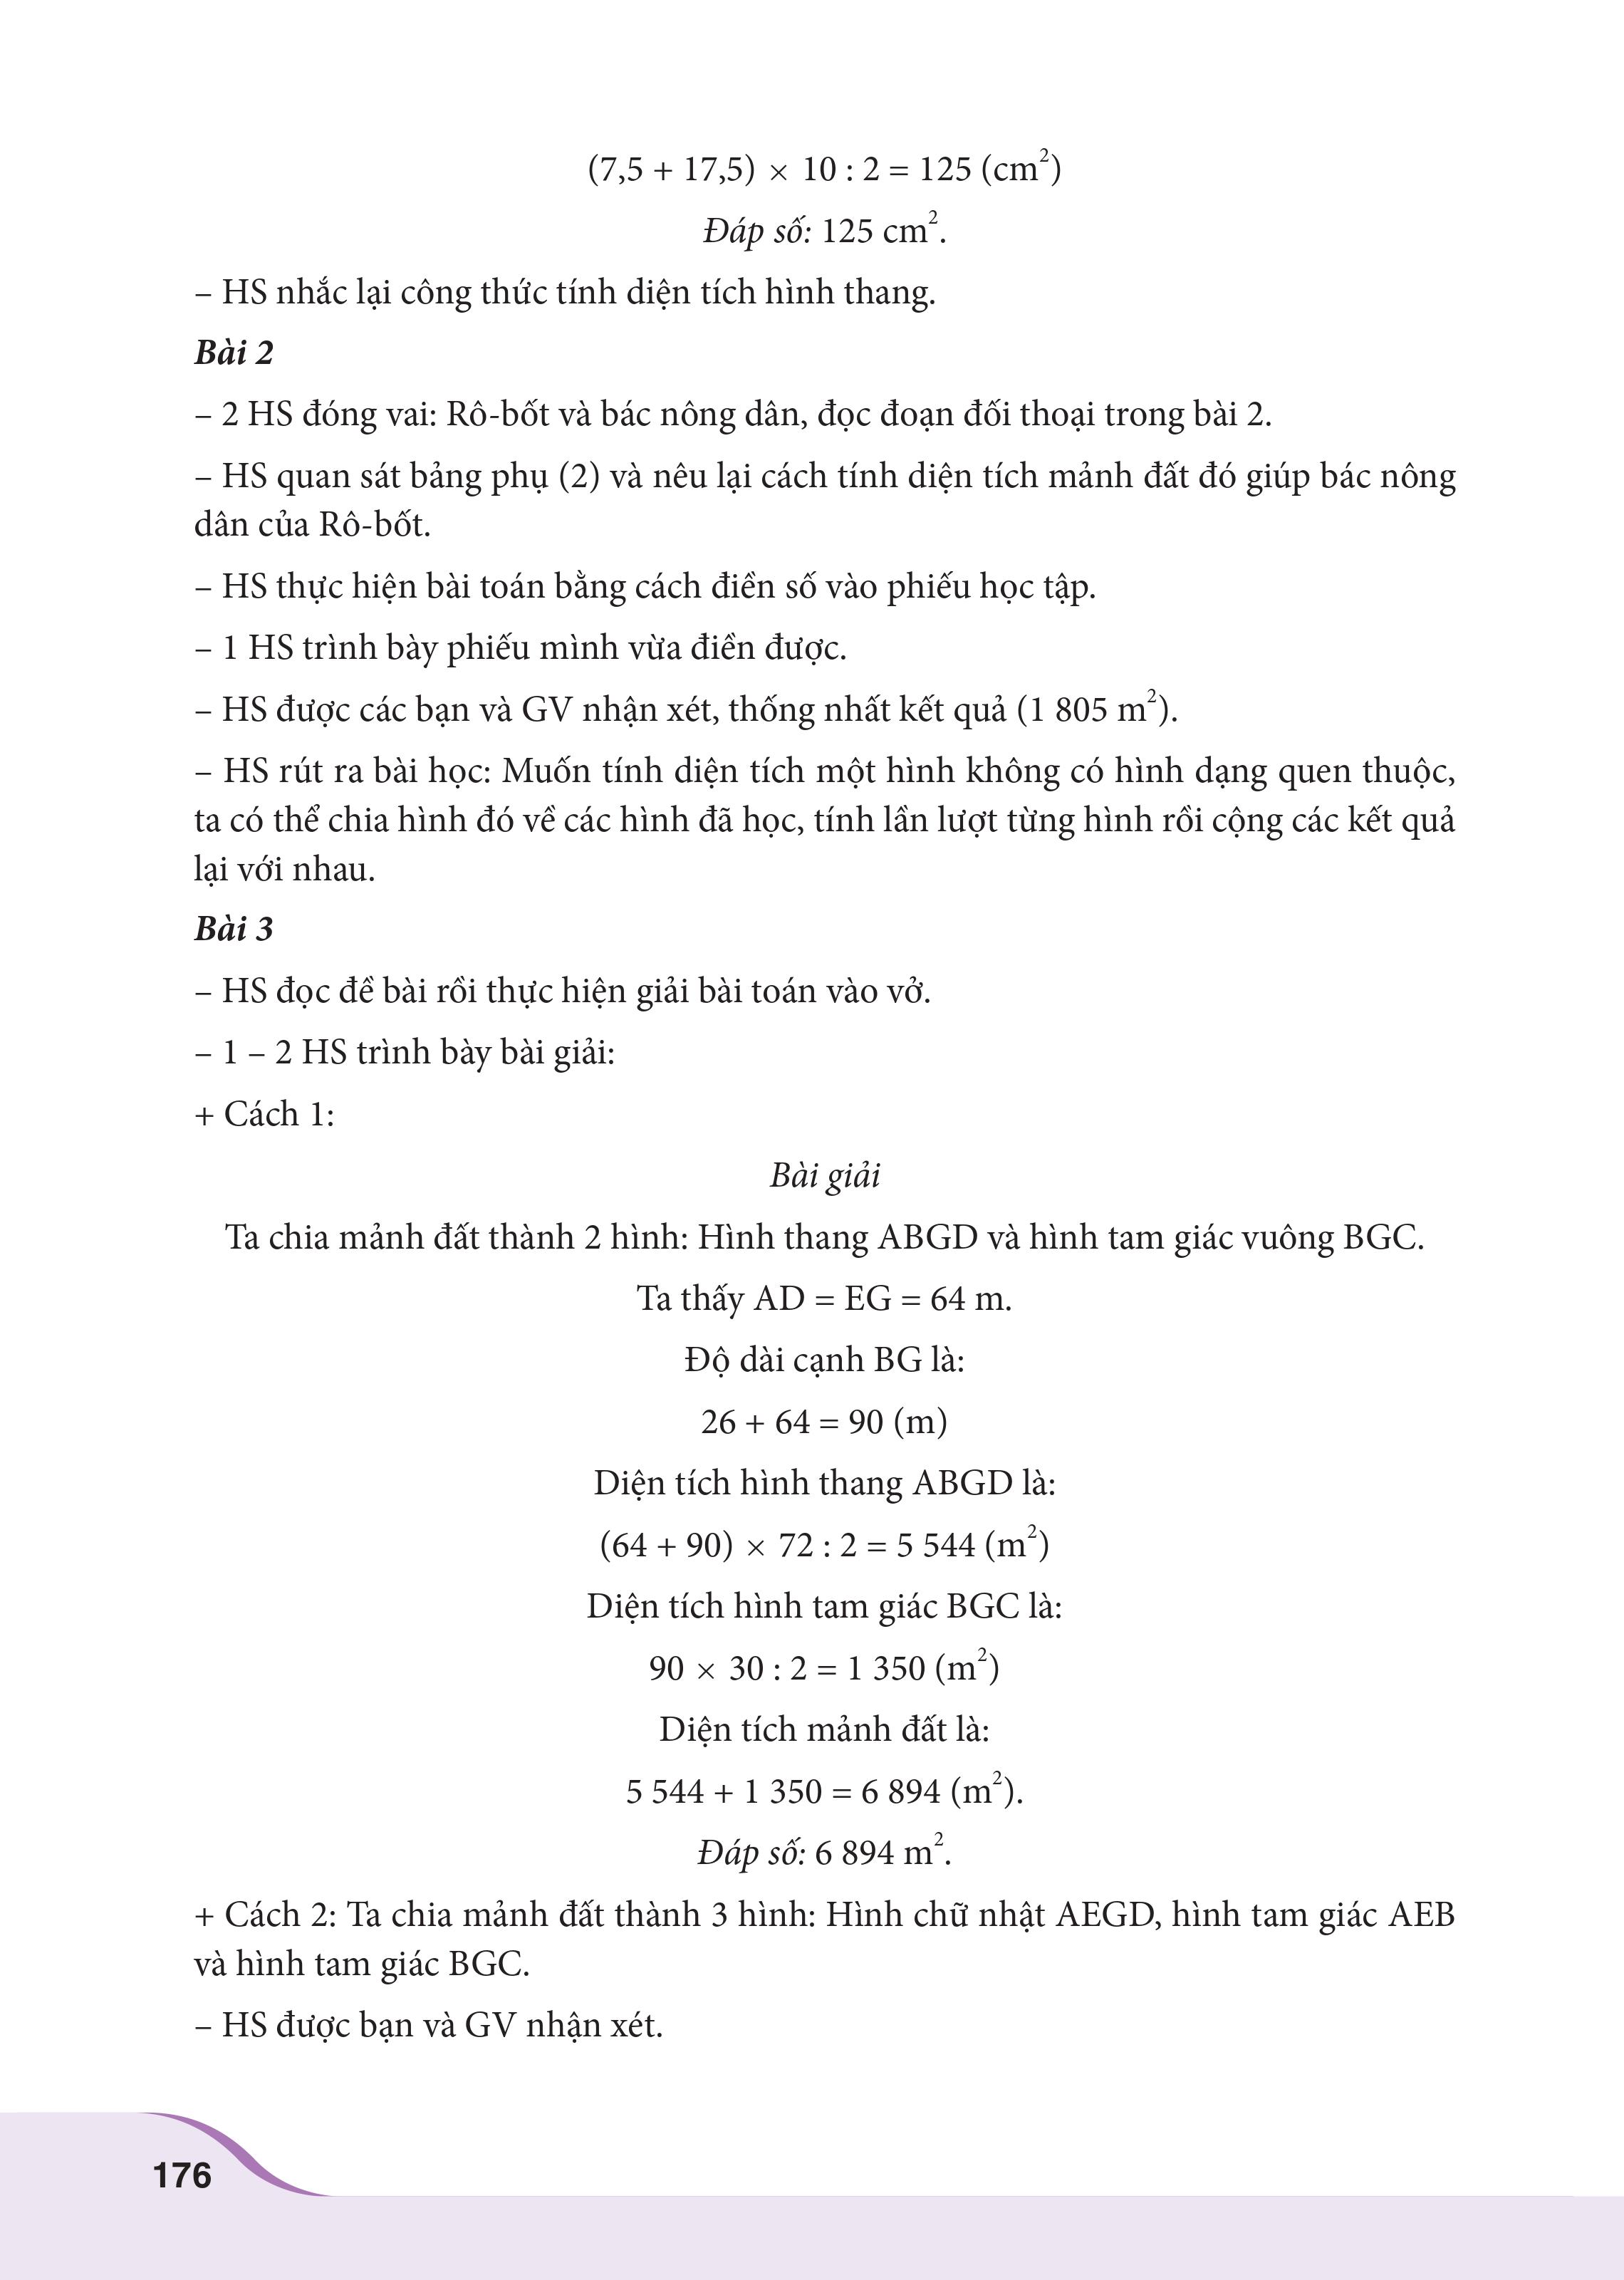 (7,5 + 17,5) × 10 : 2 = 125 (cm²)
Đáp số: 125 cm².
– HS nhắc lại công thức tính diện tích hình thang.
Bài 2
– 2 HS đóng vai: Rô-bốt và bác nông dân, đọc đoạn đối thoại trong bài 2.
– HS quan sát bảng phụ (2) và nêu lại cách tính diện tích mảnh đất đó giúp bác nông
dân của Rô-bốt.
– HS thực hiện bài toán bằng cách điền số vào phiếu học tập.
– 1 HS trình bày phiếu mình vừa điền được.
– HS được các bạn và GV nhận xét, thống nhất kết quả (1 805 m²).
– HS rút ra bài học: Muốn tính diện tích một hình không có hình dạng quen thuộc,
ta có thể chia hình đó về các hình đã học, tính lần lượt từng hình rồi cộng các kết quả
lại với nhau.
Bài 3
– HS đọc đề bài rồi thực hiện giải bài toán vào vở.
– 1 – 2 HS trình bày bài giải:
+ Cách 1:
Bài giải
Ta chia mảnh đất thành 2 hình: Hình thang ABGD và hình tam giác vuông BGC.
Ta thấy AD = EG = 64 m.
Độ dài cạnh BG là:
26 + 64 = 90 (m)
Diện tích hình thang ABGD là:
(64 + 90) × 72 : 2 = 5 544 (m²)
Diện tích hình tam giác BGC là:
90 × 30 : 2 = 1 350 (m²)
Diện tích mảnh đất là:
5 544 + 1 350 = 6 894 (m²).
Đáp số: 6 894 m².
+ Cách 2: Ta chia mảnh đất thành 3 hình: Hình chữ nhật AEGD, hình tam giác AEB
và hình tam giác BGC.
– HS được bạn và GV nhận xét.
176